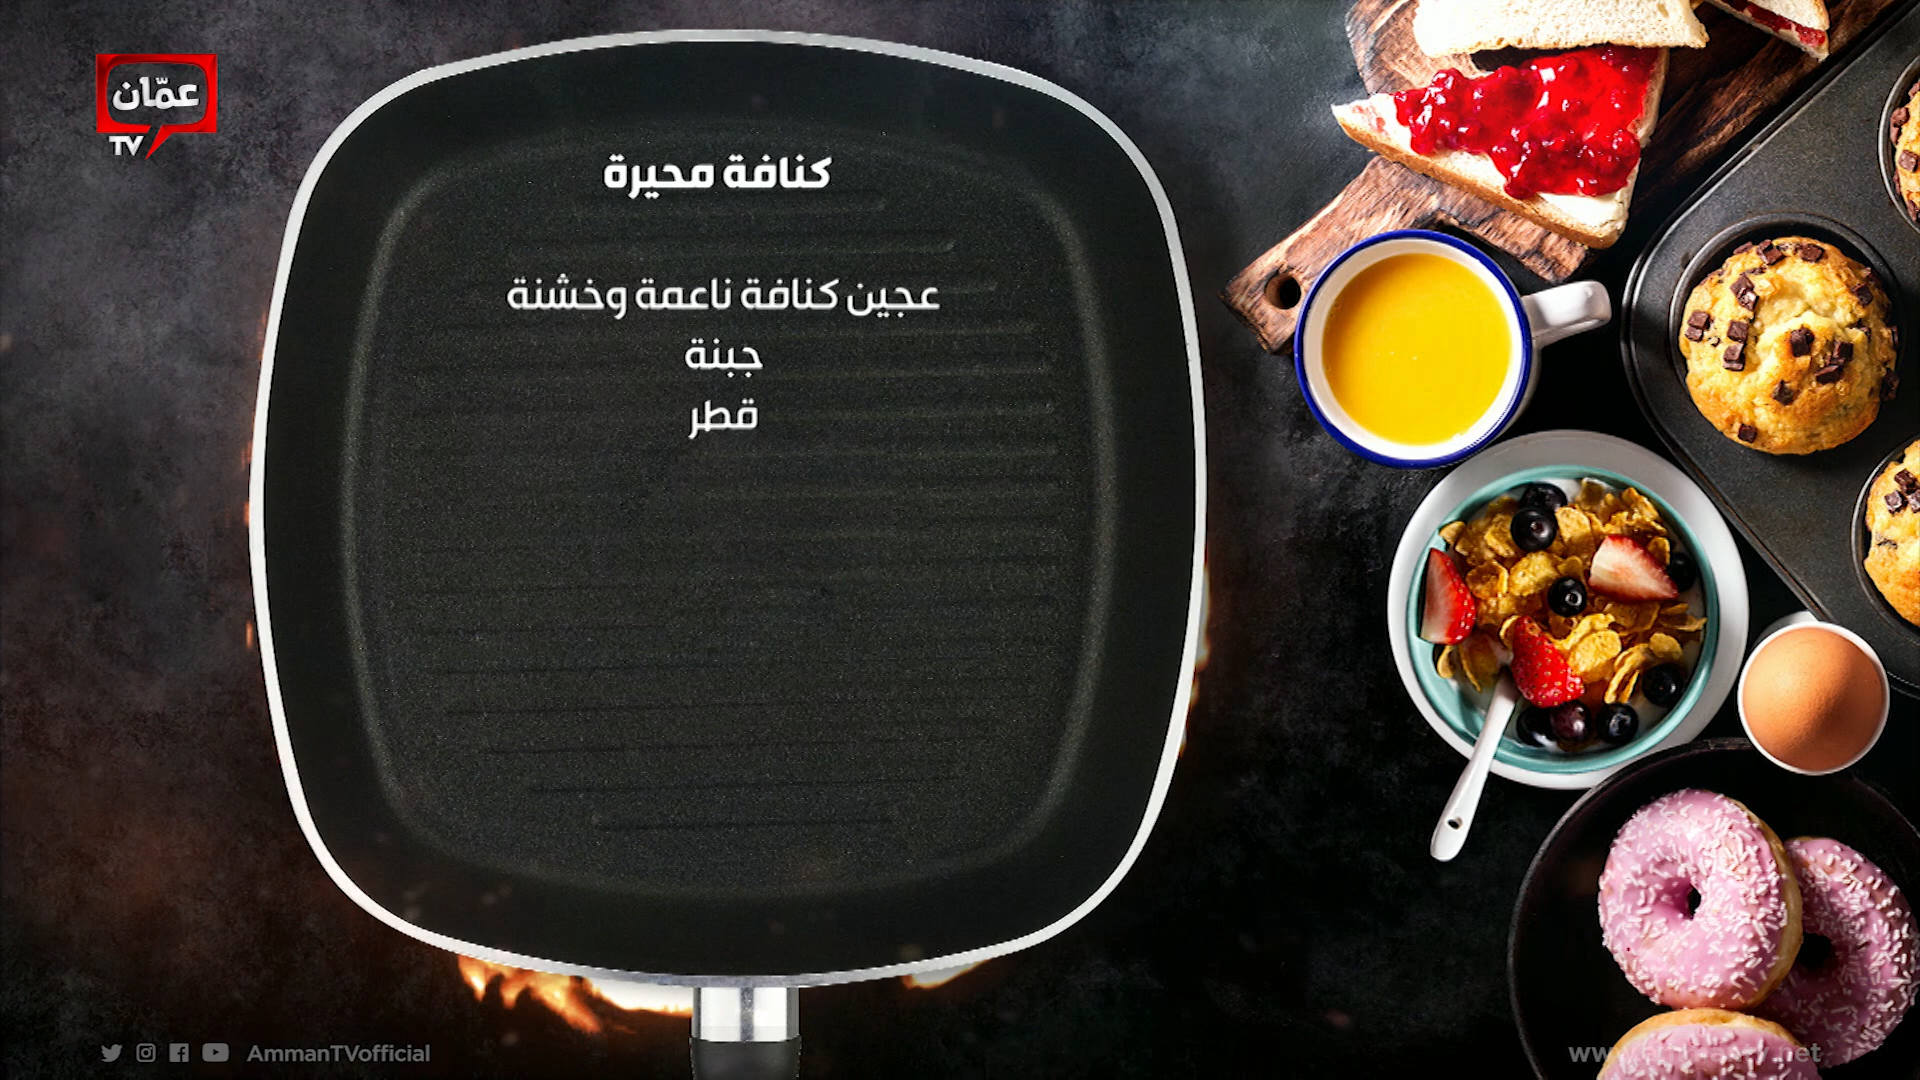 عمّان
TV
كنافة محيرة
عجين كنافة ناعمة وخشنة
جبنة
قطر
AmmanTVofficial